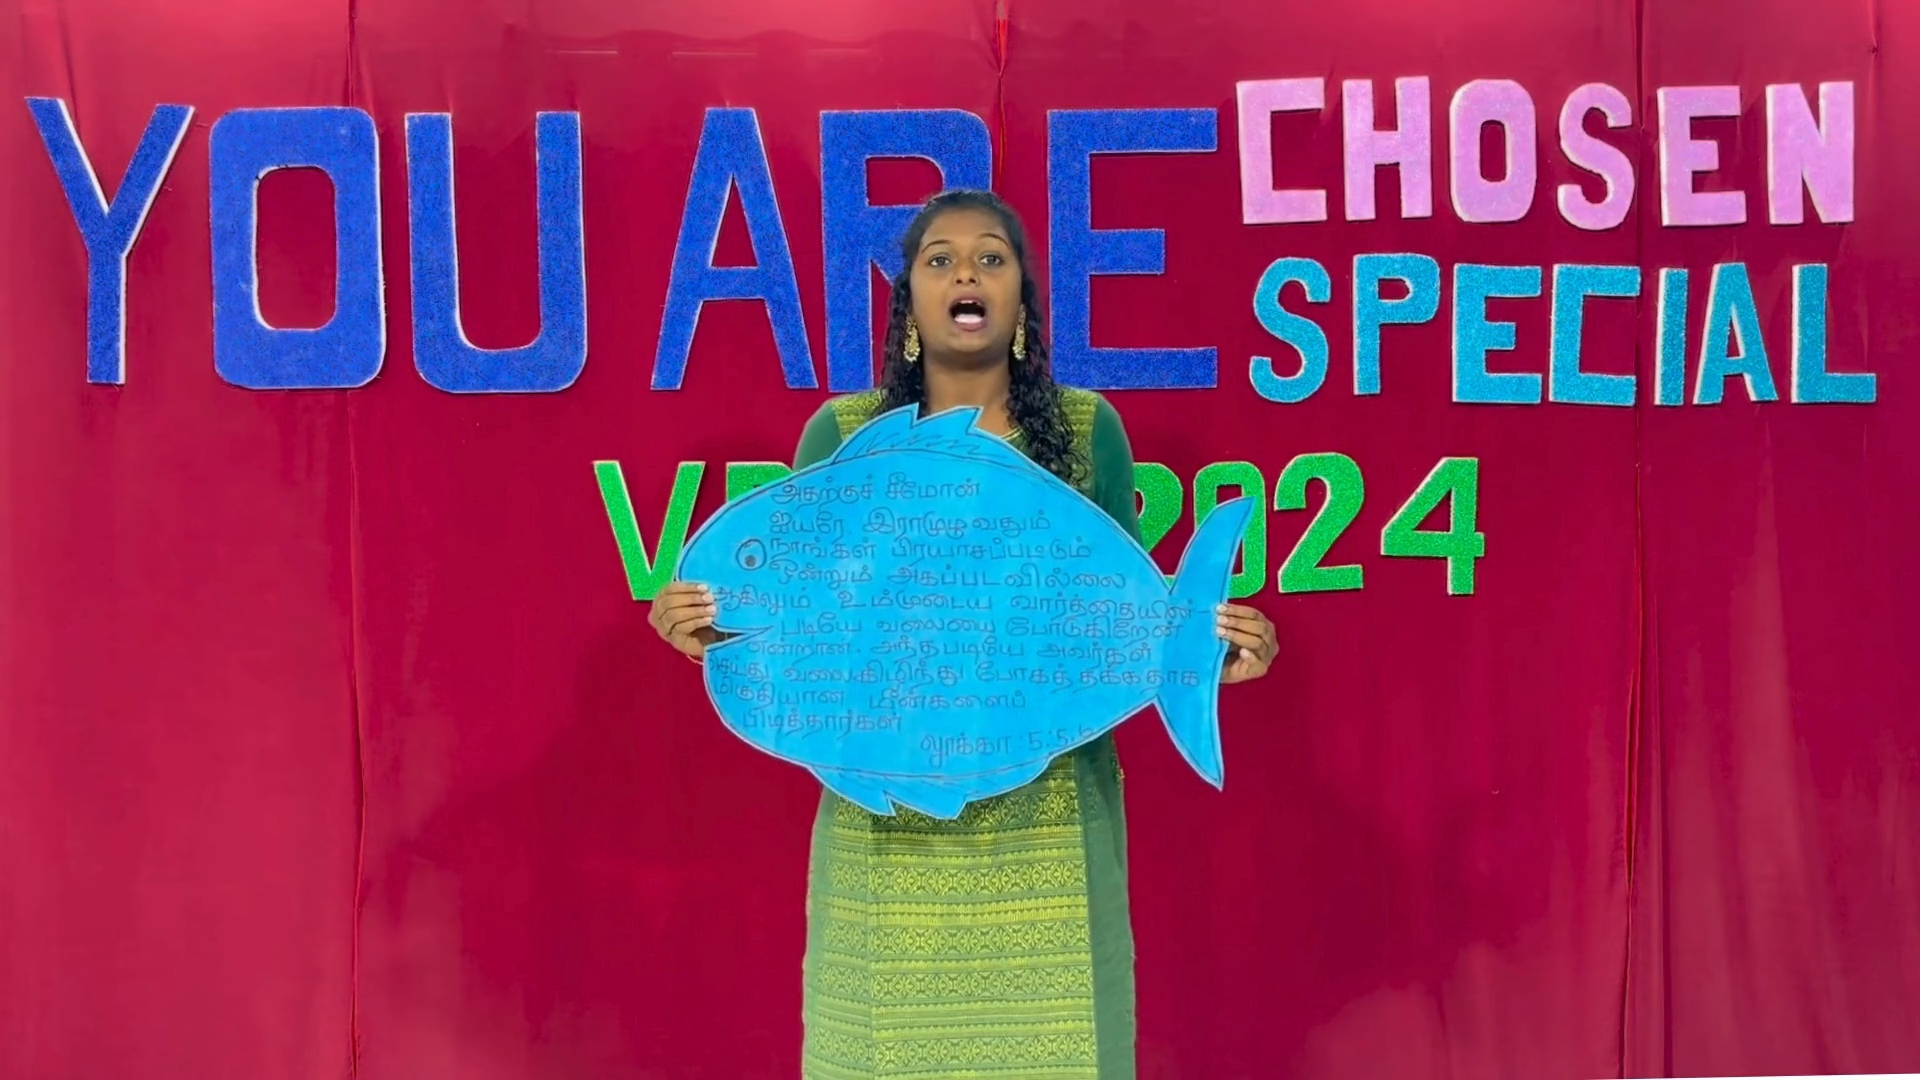 YOU ARE CHOSEN
SPECIAL
2024
அதற்குச் சீமோன்
ஐயரே இராமுழுவதும்
நாங்கள் பிரயாசப்பட்டும்
ஒன்றும் அகப்படவில்லை
ஆகிலும் உம்முடைய வார்த்தையின்
படியே வலையை போடுகிறேன்
என்றான். அந்தபடியே அவர்கள்
செய்து வலைகிழிந்து போகத் தக்கதாக
மிகுதியான மீன்களைப்
பிடித்தார்கள்
லூக்கா 5:5,6